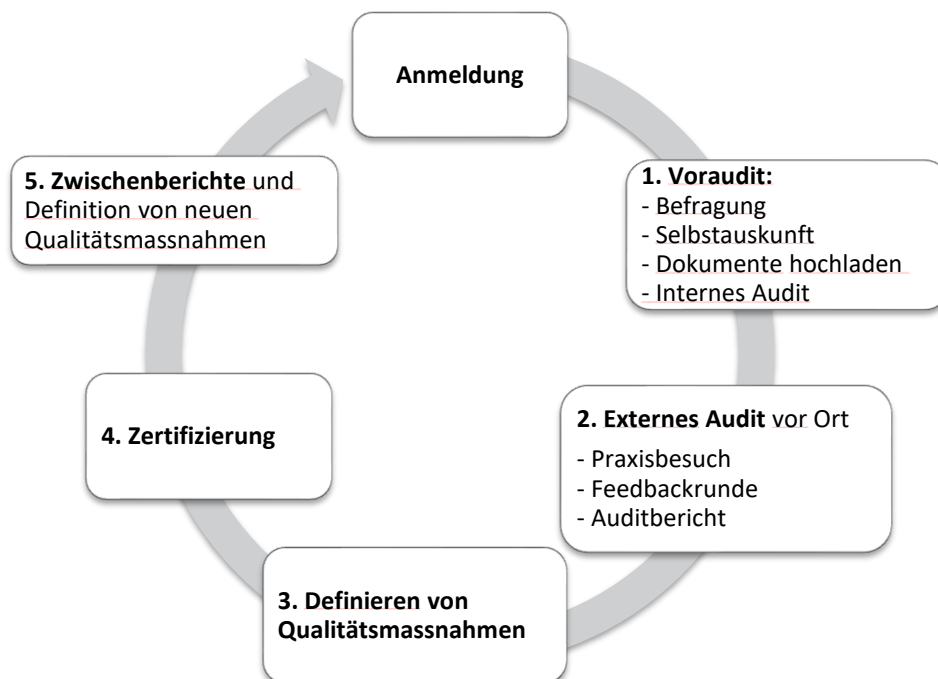 Anmeldung
1. Voraudit:
- Befragung
- Selbstauskunft
- Dokumente hochladen
- Internes Audit
2. Externes Audit vor Ort
- Praxisbesuch
- Feedbackrunde
- Auditbericht
3. Definieren von
Qualitätsmassnahmen
4. Zertifizierung
5. Zwischenberichte und
Definition von neuen
Qualitätsmassnahmen